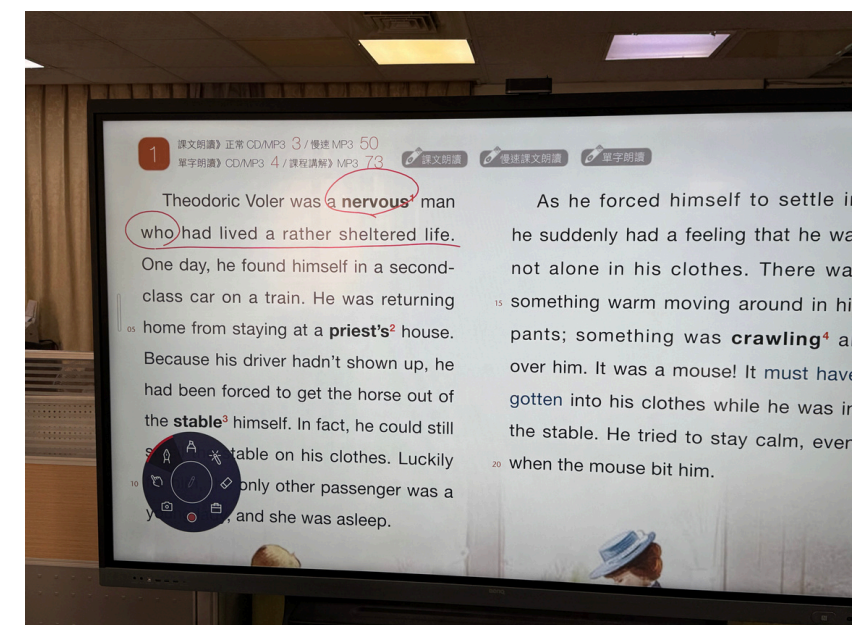 1
課文朗讀》正常 CD/MP3 3 / 慢速 MP3 50
單字朗讀》CD/MP3 4 / 課程講解》MP3 73
課文朗讀
慢速課文朗讀
單字朗讀
Theodoric Voler was a nervous¹ man
who had lived a rather sheltered life.
One day, he found himself in a second-
class car on a train. He was returning
05 home from staying at a priest's² house.
Because his driver hadn't shown up, he
had been forced to get the horse out of
the stable³ himself. In fact, he could still
table on his clothes. Luckily
10 only other passenger was a
and she was asleep.
As he forced himself to settle
he suddenly had a feeling that he
not alone in his clothes. There
15 something warm moving around in
pants; something was crawling⁴
over him. It was a mouse! It must have
gotten into his clothes while he was
the stable. He tried to stay calm, even
20 when the mouse bit him.